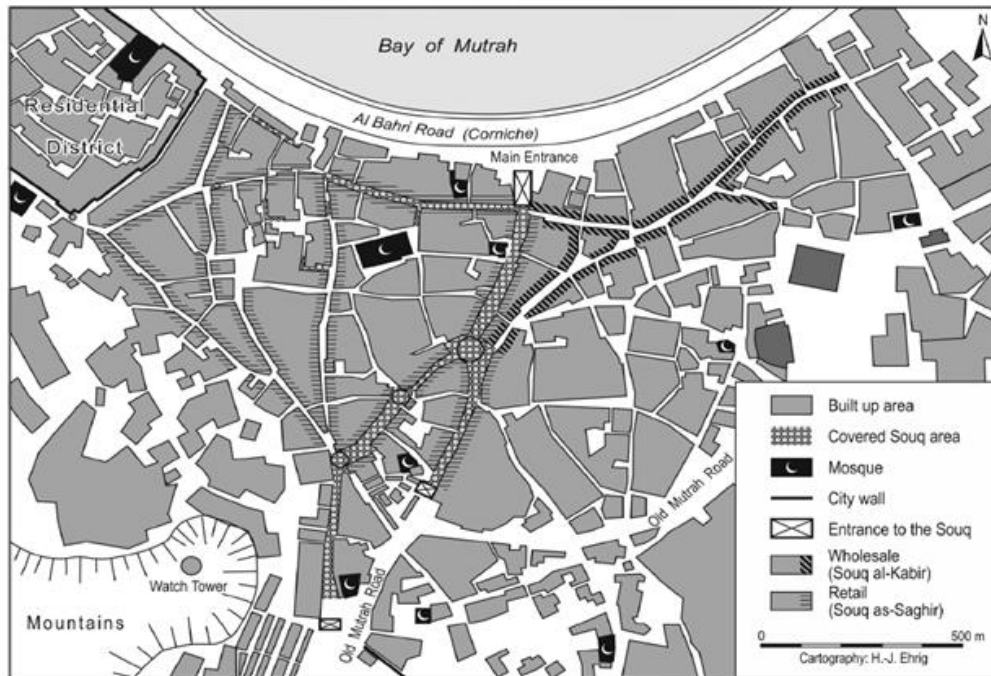 N
Bay of Mutrah
Residential
District
Al Bahri Road (Corniche)
Main Entrance
Old Mutrah Road
Old Mutrah Road
Watch Tower
Mountains
Built up area
Covered Souq area
Mosque
City wall
Entrance to the Souq
Wholesale
(Souq al-Kabir)
Retail
(Souq as-Saghir)
0 500 m
Cartography: H.-J. Ehrig